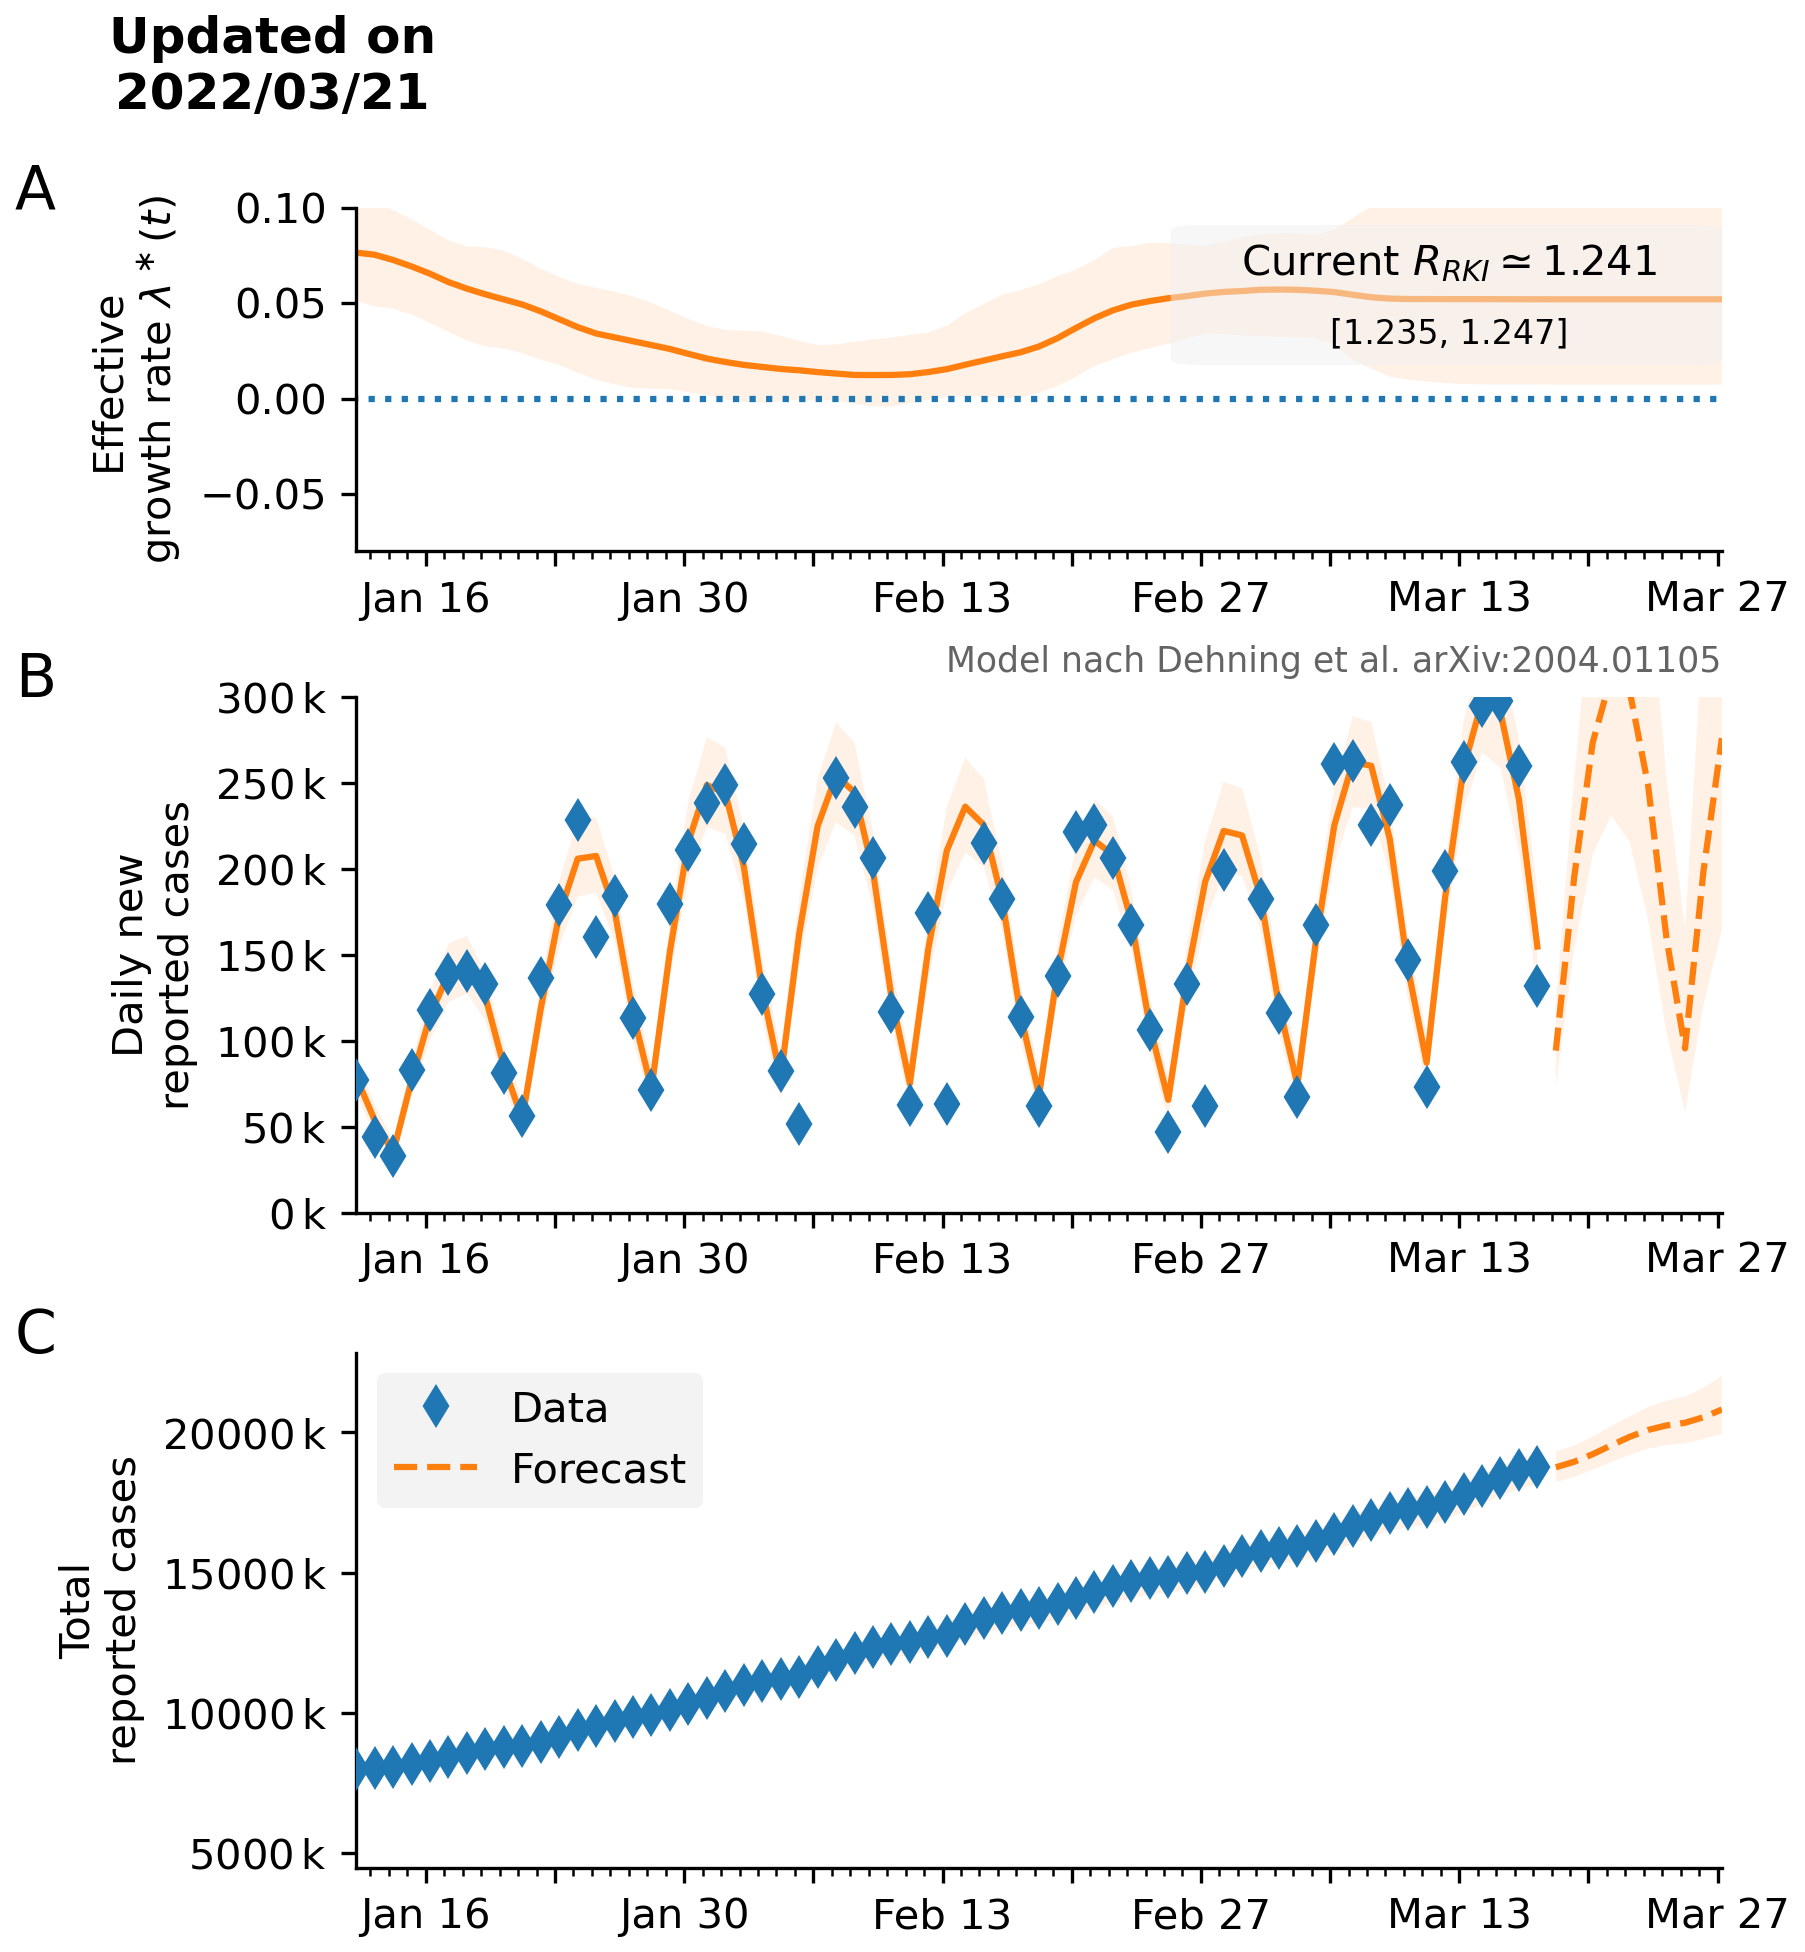 Updated on
2022/03/21
A
Effective
growth rate λ * (t)
0.10
0.05
0.00
−0.05
Current R_RKI ≃ 1.241
[1.235, 1.247]
Jan 16 Jan 30 Feb 13 Feb 27 Mar 13 Mar 27
Model nach Dehning et al. arXiv:2004.01105
B
Daily new
reported cases
300 k
250 k
200 k
150 k
100 k
50 k
0 k
Jan 16 Jan 30 Feb 13 Feb 27 Mar 13 Mar 27
C
Total
reported cases
20000 k
15000 k
10000 k
5000 k
Data
Forecast
Jan 16 Jan 30 Feb 13 Feb 27 Mar 13 Mar 27